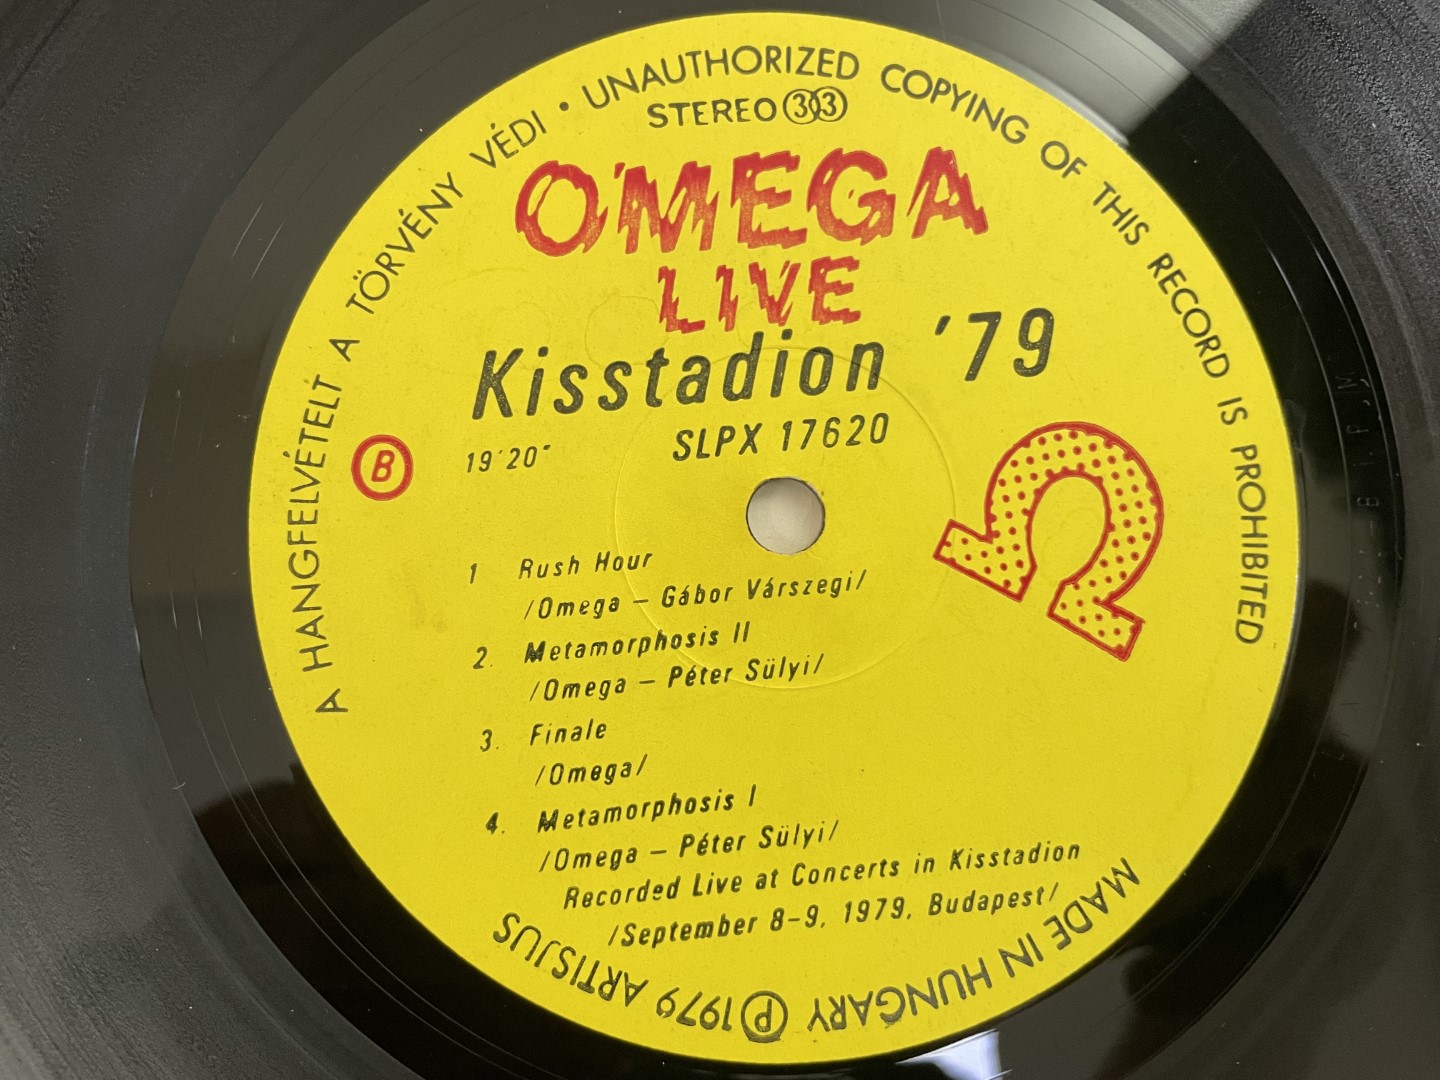 A HANGFELVÉTELT A TÖRVÉNY VÉDI • UNAUTHORIZED COPYING OF THIS RECORD IS PROHIBITED
STEREO 33
OMEGA
LIVE
Kisstadion '79
SLPX 17620
B
19'20"
1 Rush Hour
/Omega – Gábor Várszegi/
2. Metamorphosis II
/Omega – Péter Sülyi/
3. Finale
/Omega/
4. Metamorphosis I
/Omega – Péter Sülyi/
Recorded Live at Concerts in Kisstadion
/September 8-9, 1979, Budapest/
MADE IN HUNGARY Ⓟ 1979 ARTISJUS